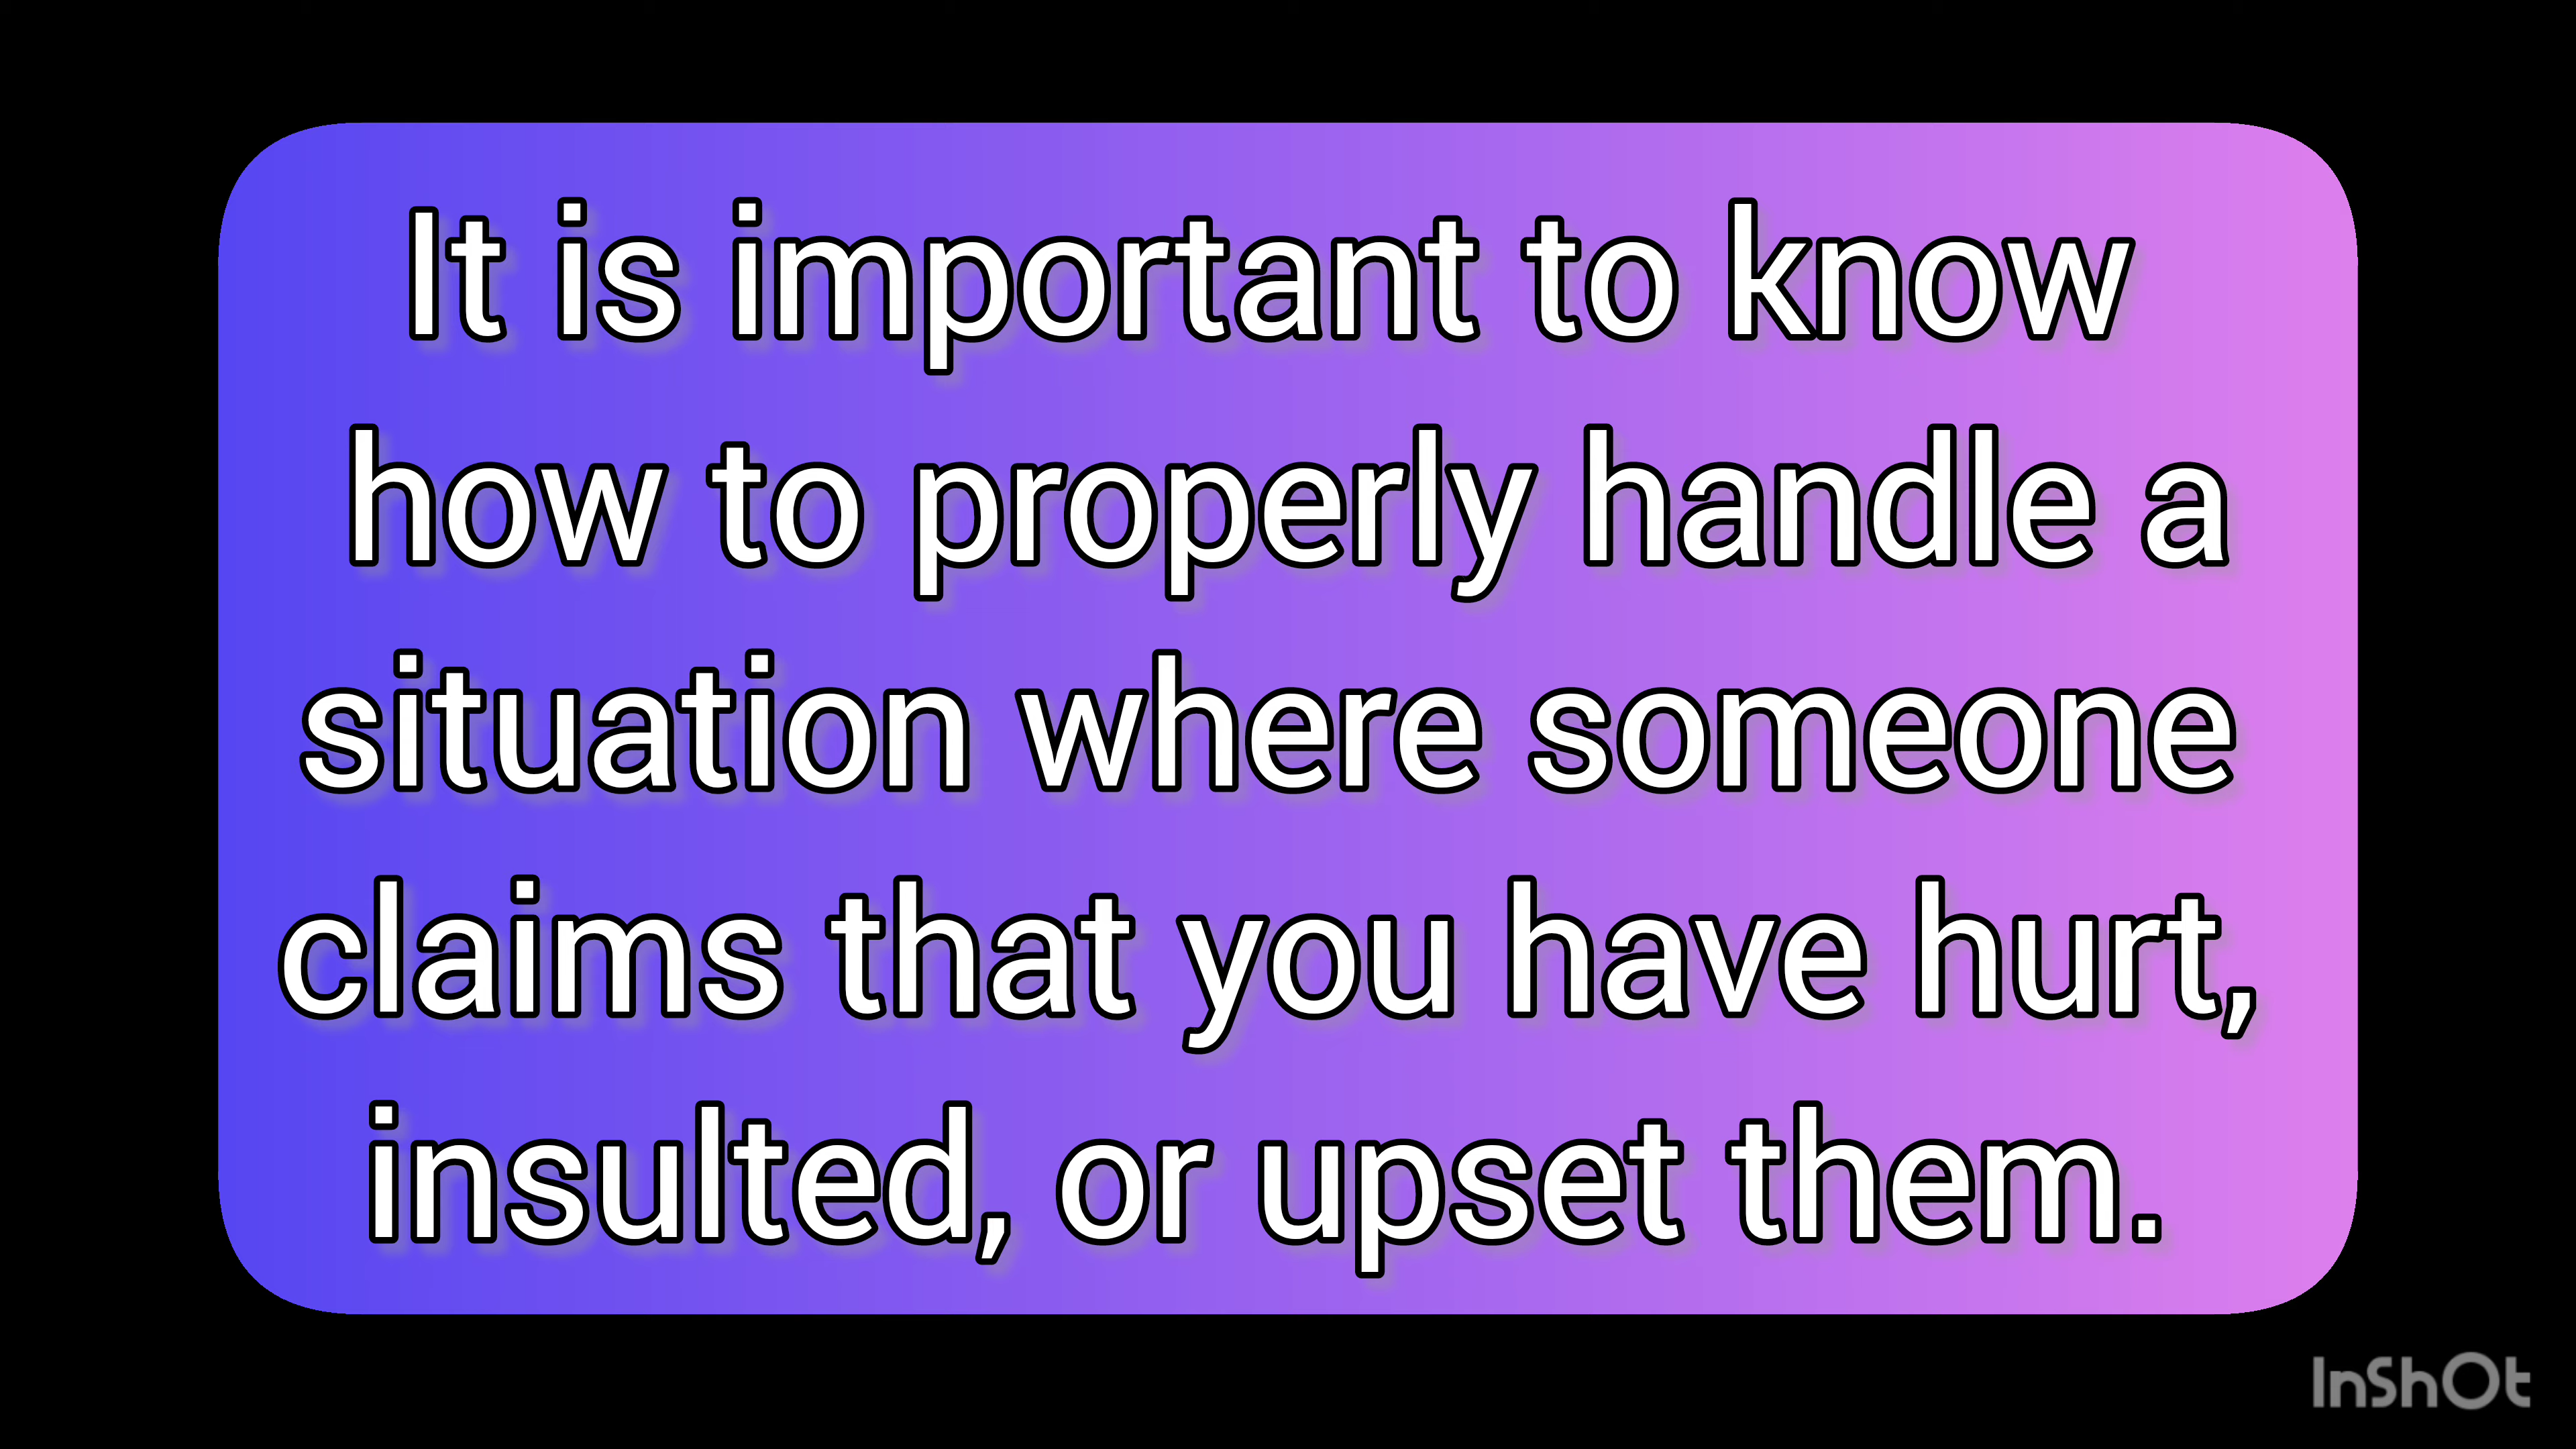 It is important to know
how to properly handle a
situation where someone
claims that you have hurt,
insulted, or upset them.
InShOt